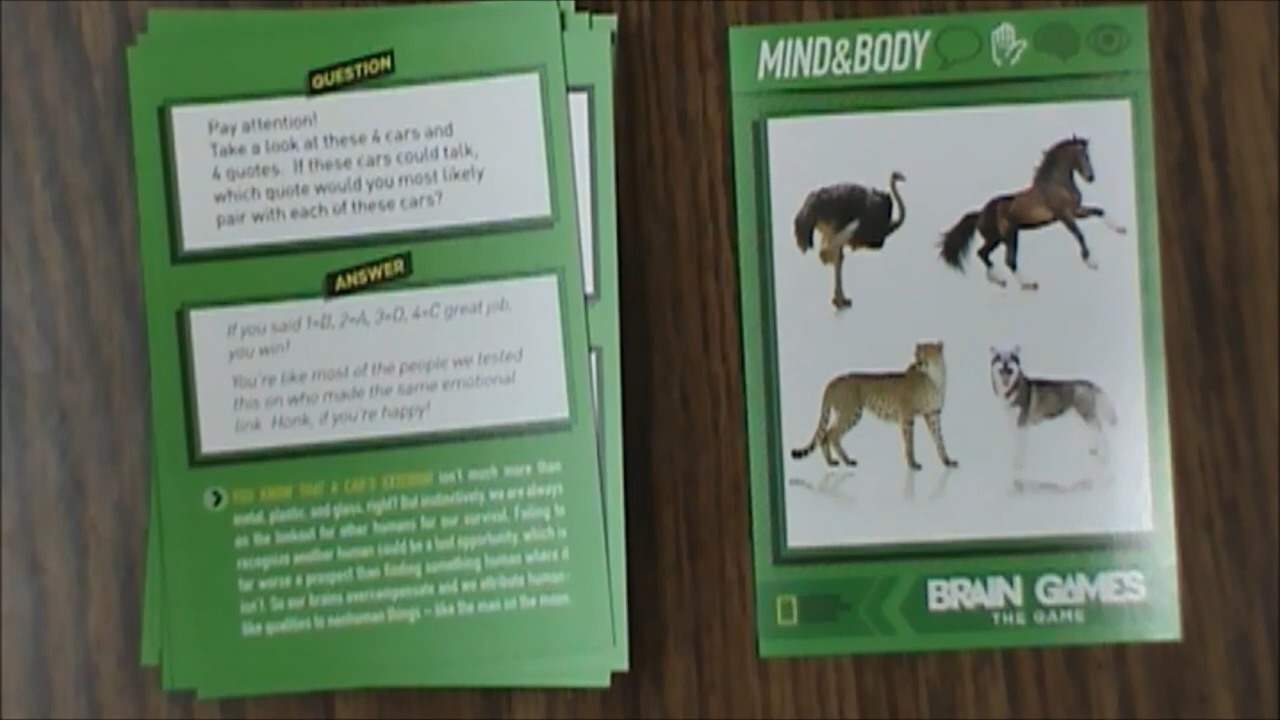 QUESTION
Pay attention!
Take a look at these 4 cars and
4 quotes. If these cars could talk,
which quote would you most likely
pair with each of these cars?
ANSWER
If you said 1=B, 2=A, 3=D, 4=C great job,
you win!
You're like most of the people we tested
this on who made the same emotional
link. Honk, if you're happy!
YOU KNOW THAT A CAR'S EXTERIOR isn't much more than
metal, plastic, and glass, right? But instinctively, we are always
on the lookout for other humans for our survival. Failing to
recognize another human could be a lost opportunity, which is
far worse a prospect than finding something human where it
isn't. So our brains overcompensate and we attribute human-
like qualities to nonhuman things – like the man on the moon.
MIND&BODY
BRAIN GAMES
THE GAME